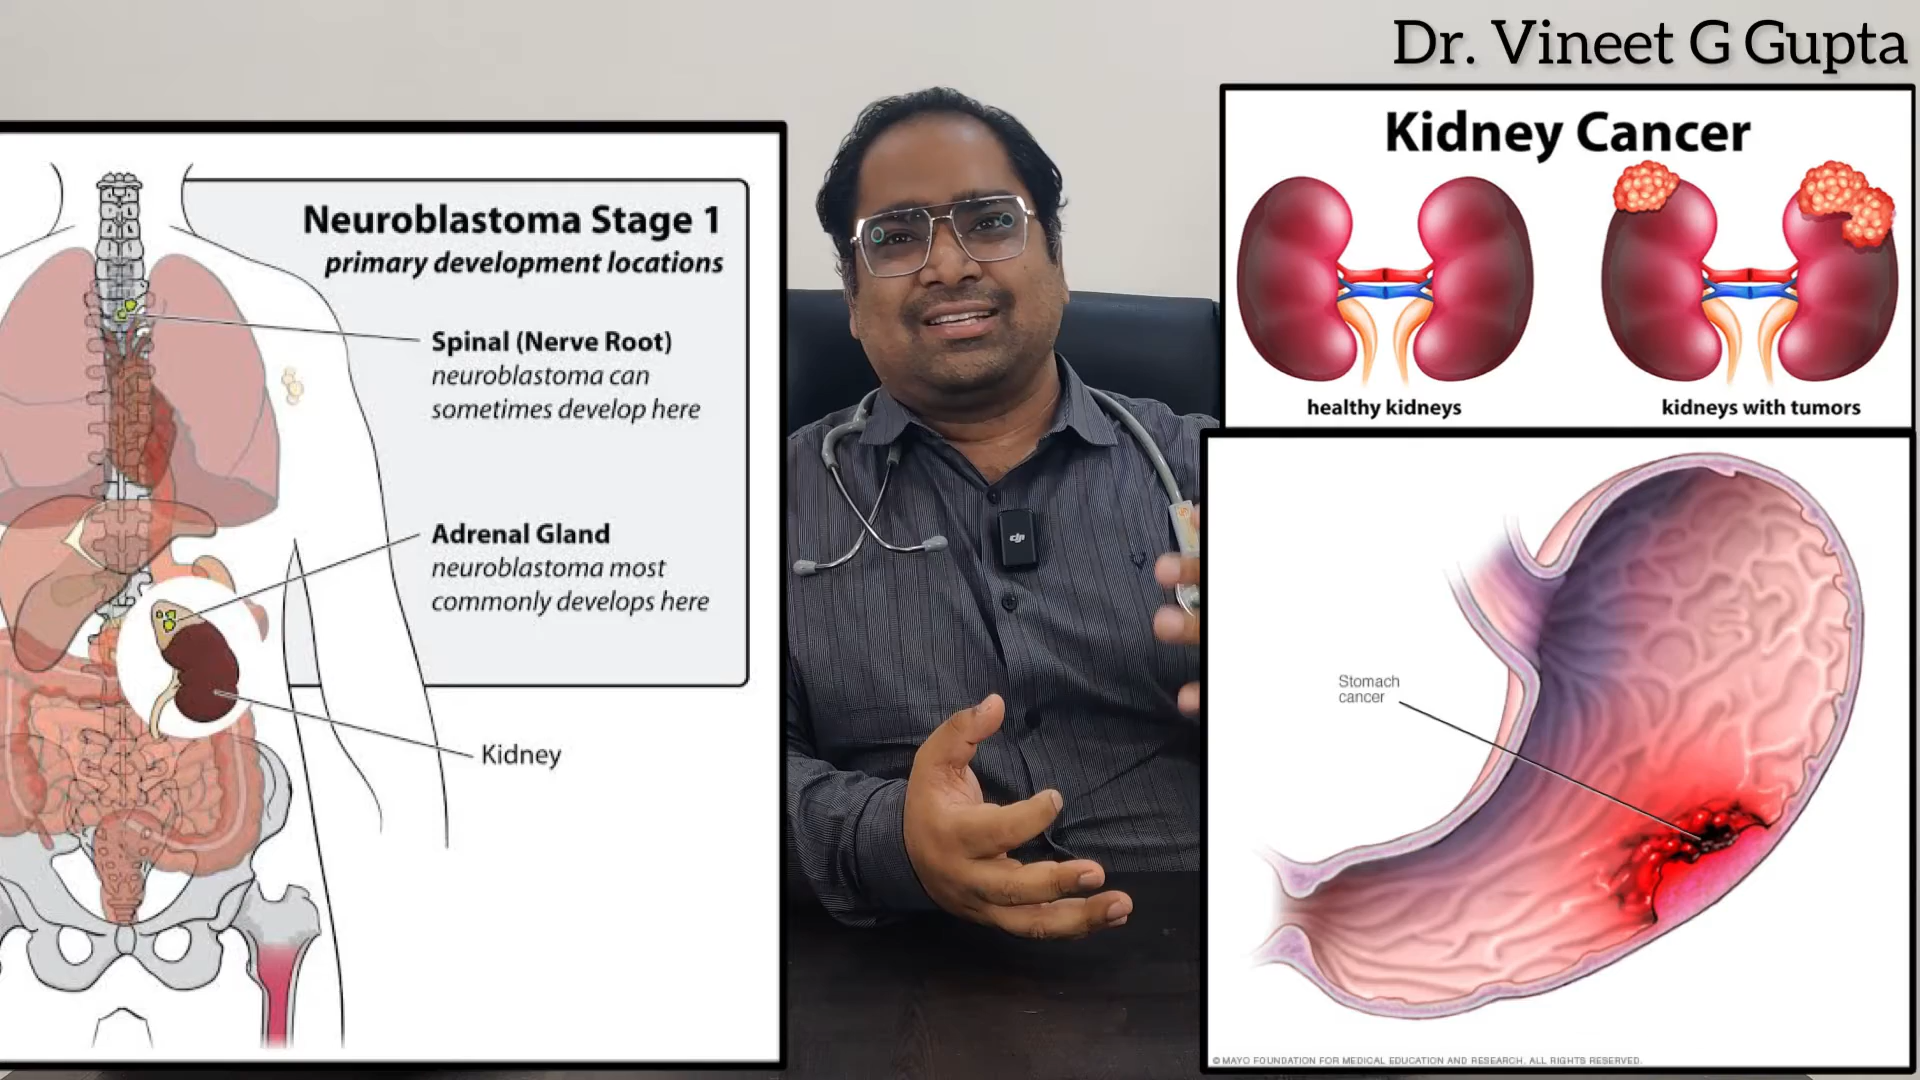 Dr. Vineet G Gupta
Neuroblastoma Stage 1
primary development locations
Spinal (Nerve Root)
neuroblastoma can
sometimes develop here
Adrenal Gland
neuroblastoma most
commonly develops here
Kidney
Kidney Cancer
healthy kidneys
kidneys with tumors
dji
Stomach
cancer
© MAYO FOUNDATION FOR MEDICAL EDUCATION AND RESEARCH. ALL RIGHTS RESERVED.